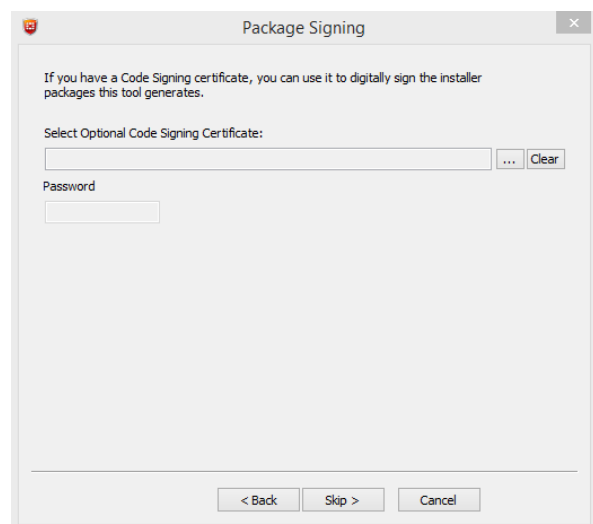 Package Signing
×
If you have a Code Signing certificate, you can use it to digitally sign the installer
packages this tool generates.
Select Optional Code Signing Certificate:
... Clear
Password
< Back Skip > Cancel